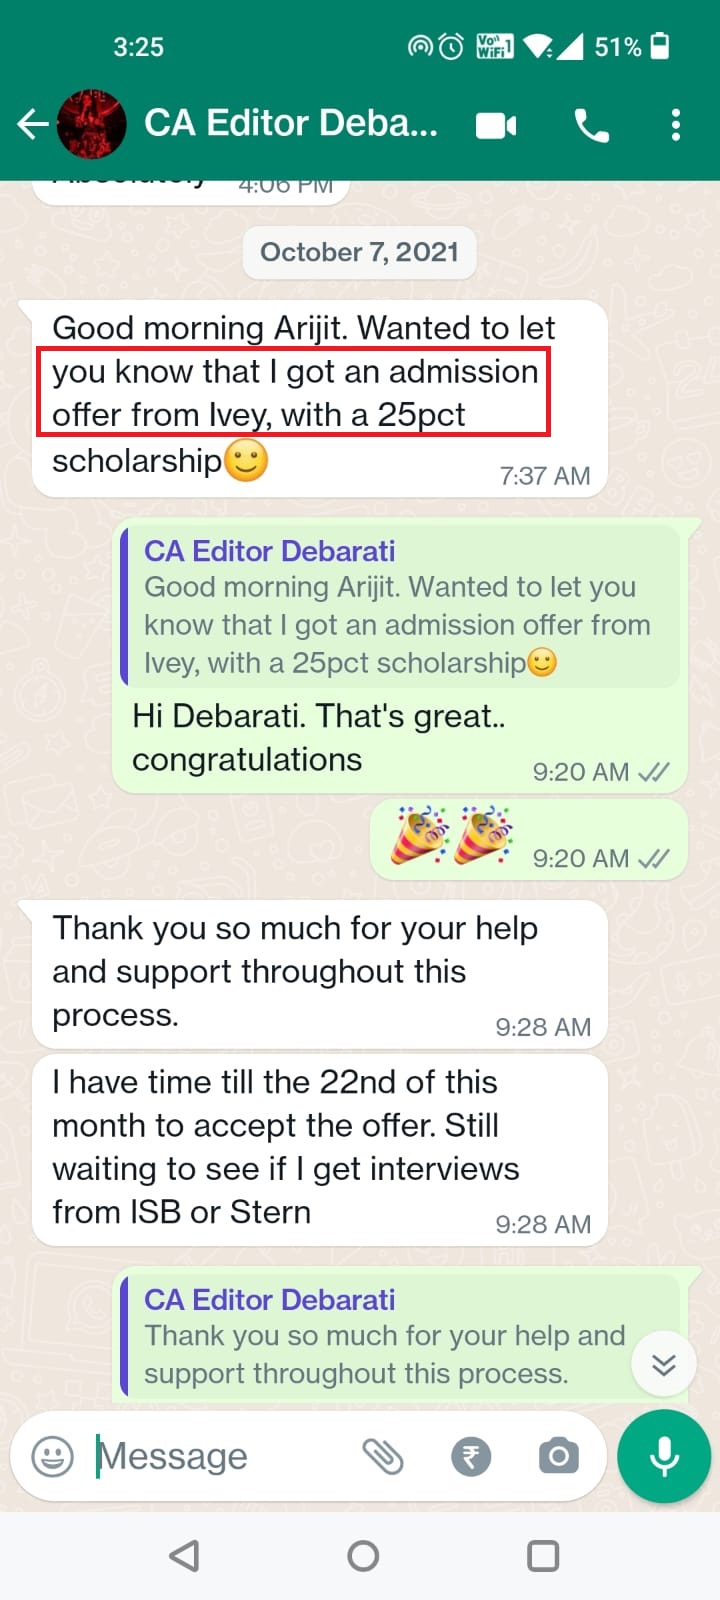 3:25
Vo))
WiFi 1
51%
CA Editor Deba...
Absolutely 4:06 PM
October 7, 2021
Good morning Arijit. Wanted to let
you know that I got an admission
offer from Ivey, with a 25pct
scholarship🙂
7:37 AM
CA Editor Debarati
Good morning Arijit. Wanted to let you
know that I got an admission offer from
Ivey, with a 25pct scholarship🙂
Hi Debarati. That's great..
congratulations
9:20 AM
🎉🎉 9:20 AM
Thank you so much for your help
and support throughout this
process.
9:28 AM
I have time till the 22nd of this
month to accept the offer. Still
waiting to see if I get interviews
from ISB or Stern
9:28 AM
CA Editor Debarati
Thank you so much for your help and
support throughout this process.
Message
₹